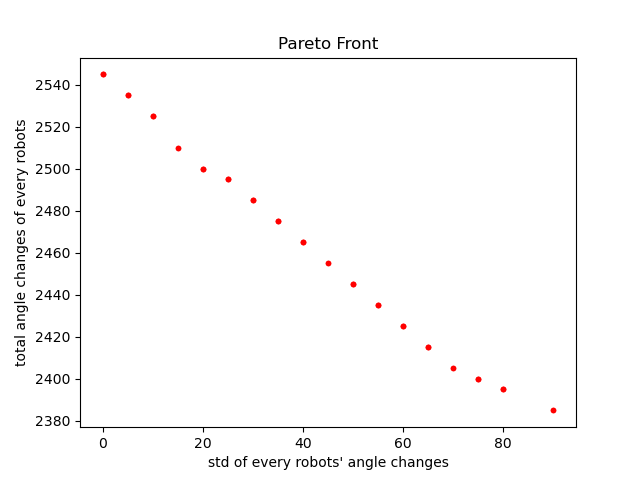 Pareto Front
total angle changes of every robots
2540
2520
2500
2480
2460
2440
2420
2400
2380
0 20 40 60 80
std of every robots' angle changes